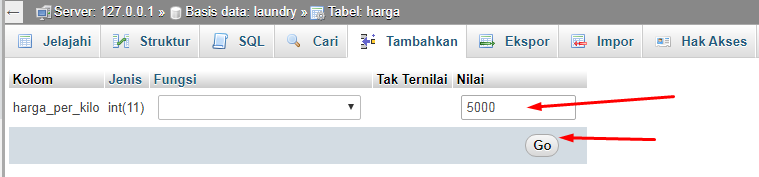 Server: 127.0.0.1 » Basis data: laundry » Tabel: harga
Jelajahi Struktur SQL Cari Tambahkan Ekspor Impor Hak Akses
Kolom Jenis Fungsi Tak Ternilai Nilai
harga_per_kilo int(11) 5000
Go